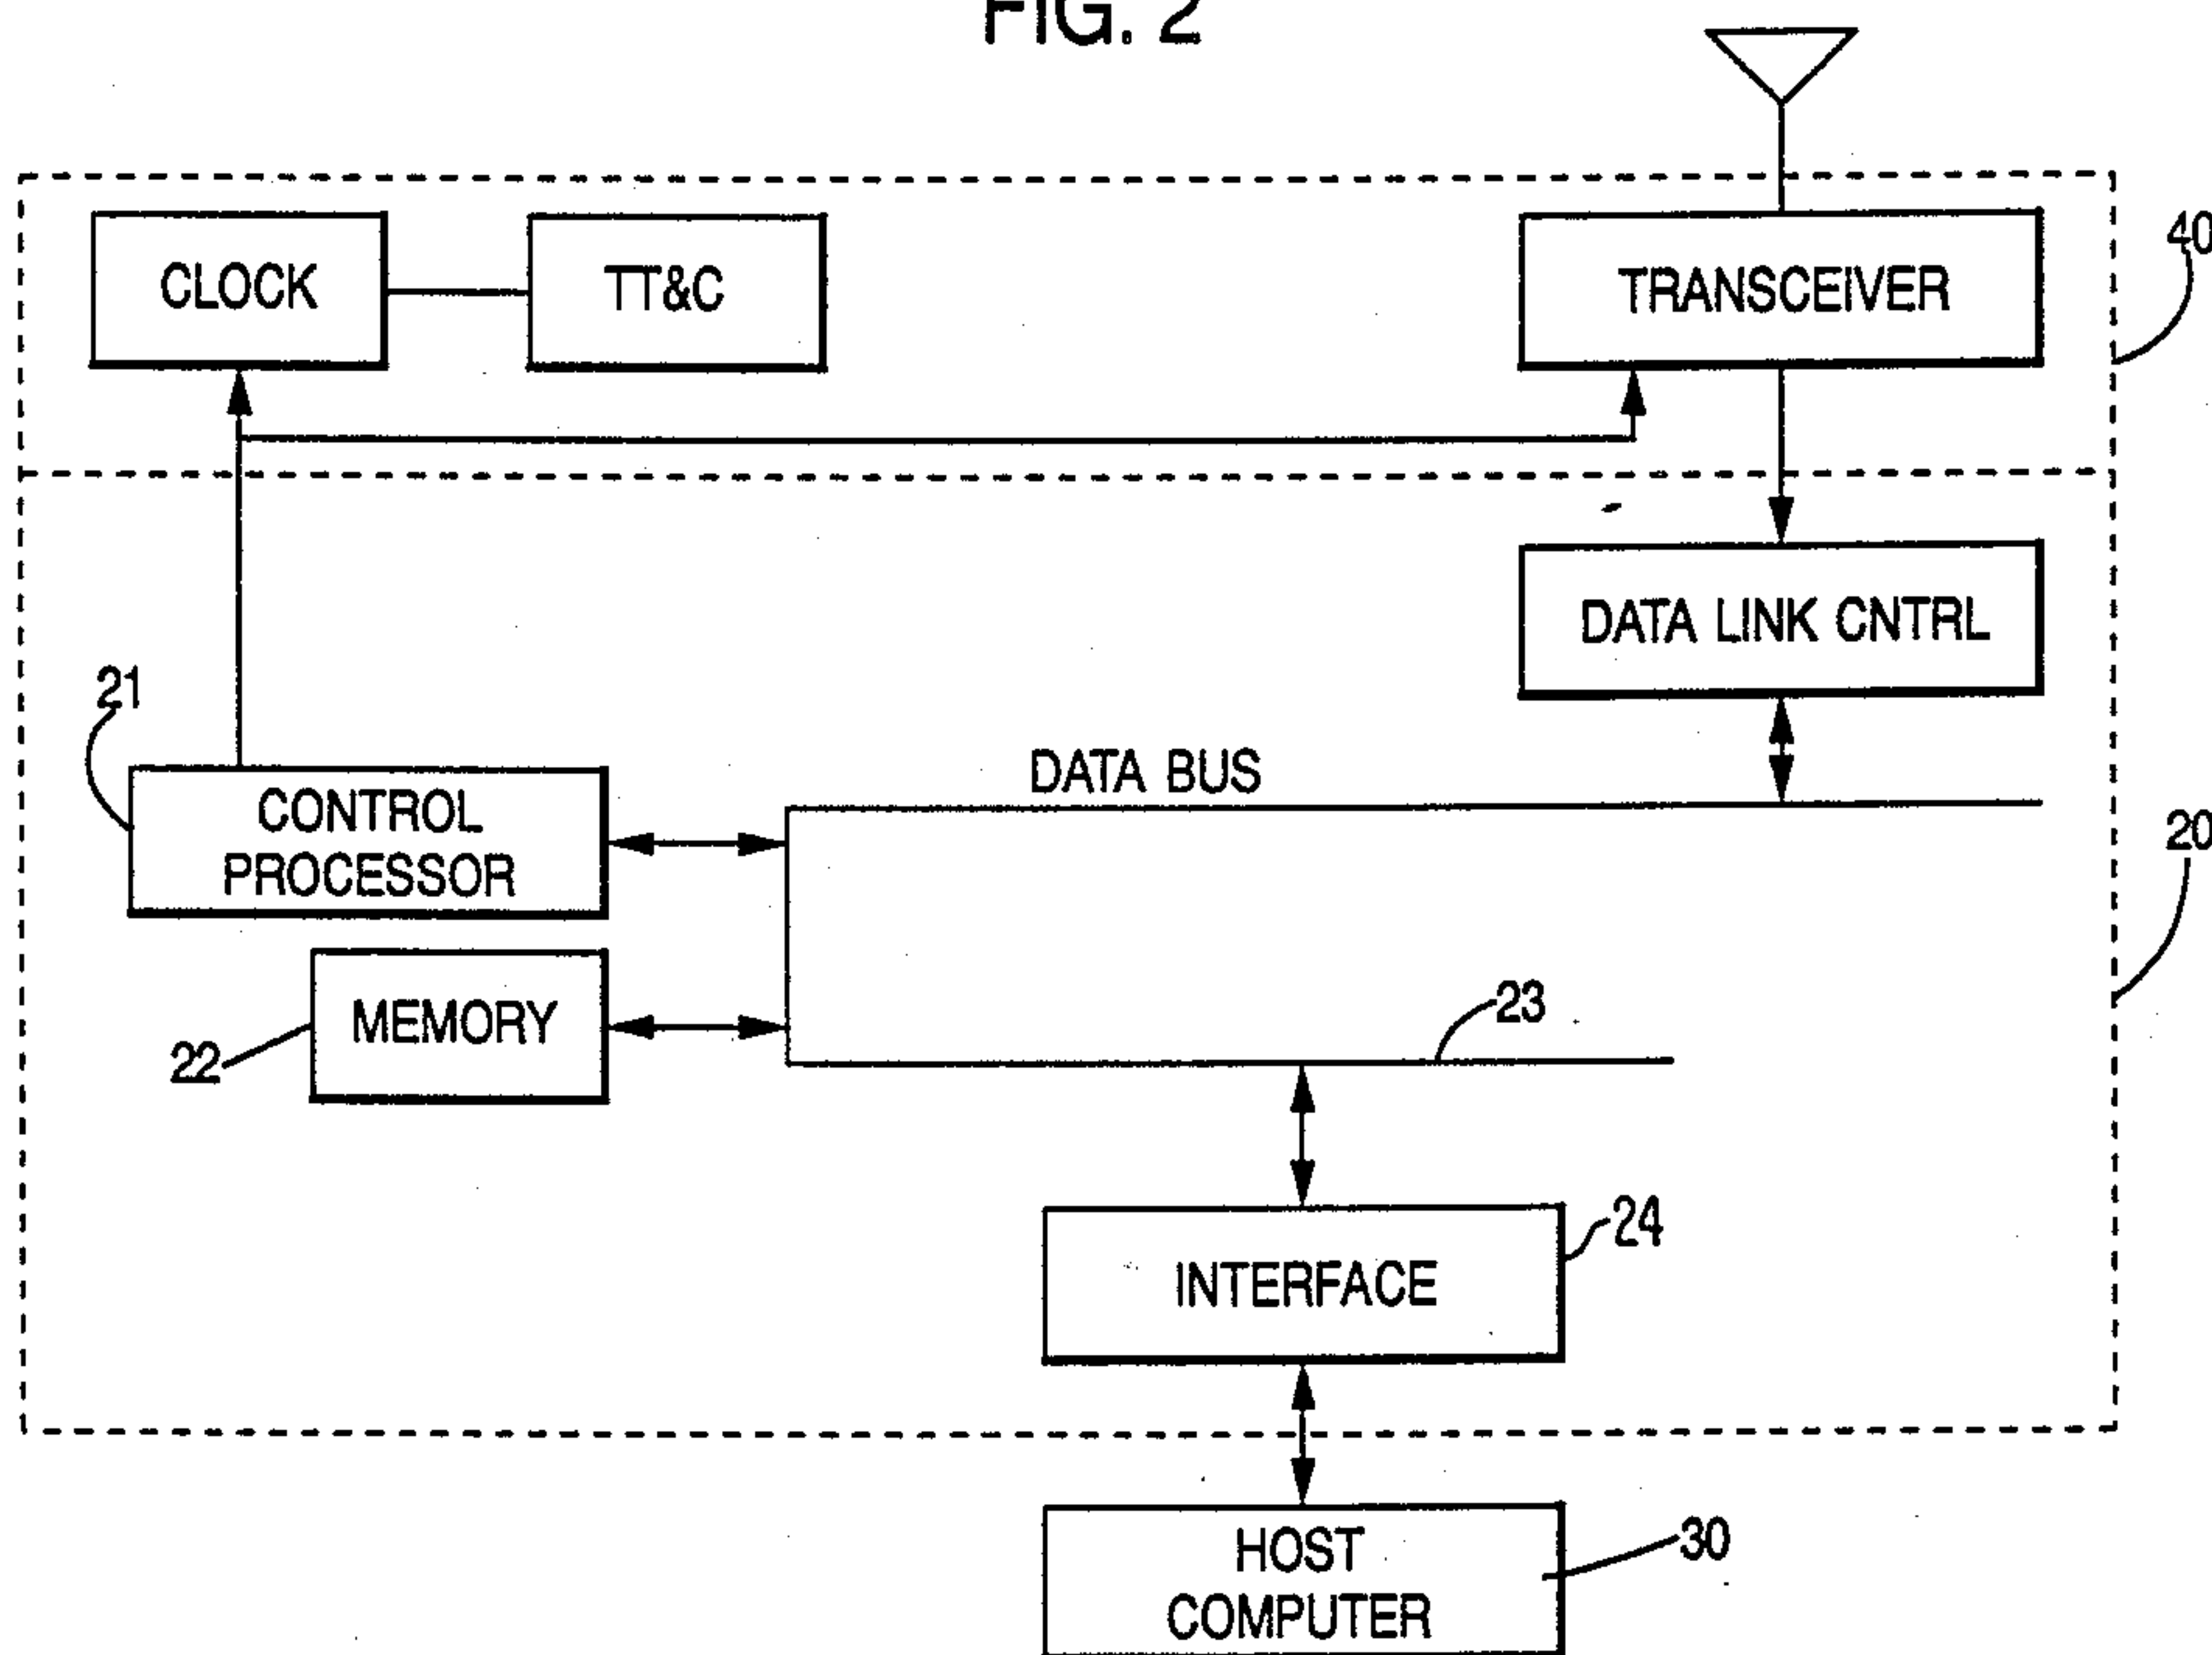 FIG. 2
CLOCK
TT&C
TRANSCEIVER
40
DATA LINK CNTRL
21
DATA BUS
CONTROL
PROCESSOR
20
MEMORY
22
23
24
INTERFACE
HOST
COMPUTER
30